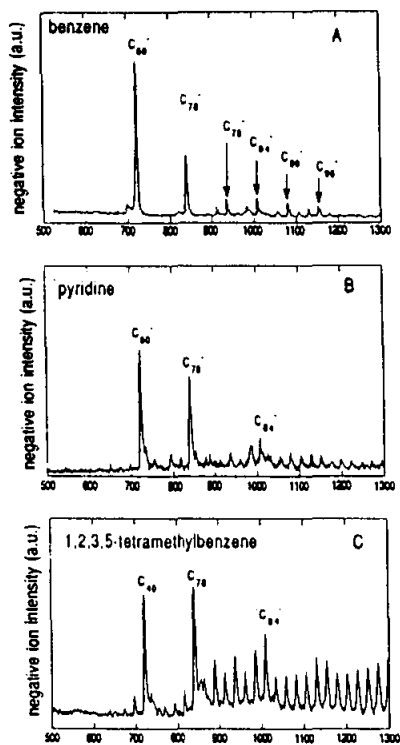 benzene
A
C60-
C70-
C78-
C84-
C90-
C96-
negative ion intensity (a.u.)
500 600 700 800 900 1000 1100 1200 1300
pyridine
B
C60-
C70-
C84-
negative ion intensity (a.u.)
500 600 700 800 900 1000 1100 1200 1300
1,2,3,5-tetramethylbenzene
C
C70-
C84-
negative ion intensity (a.u.)
500 600 700 800 900 1000 1100 1200 1300